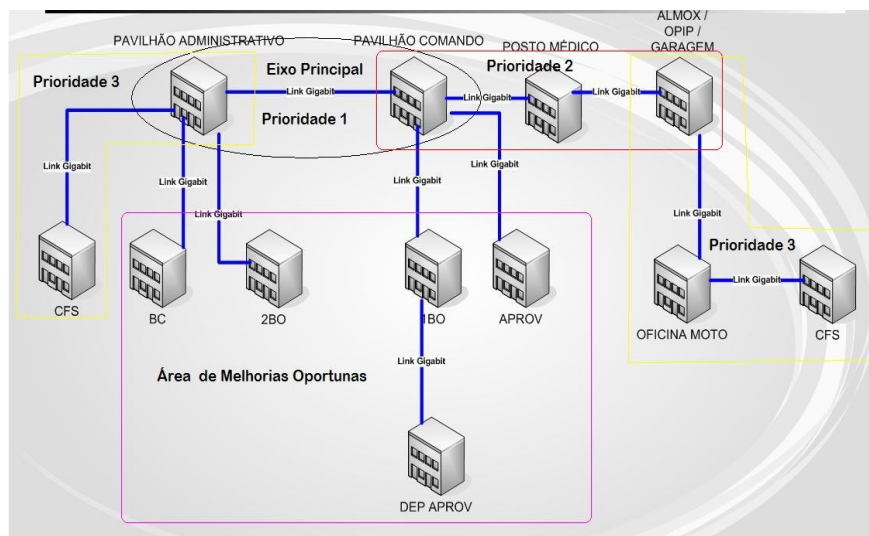 ALMOX /
OPIP /
GARAGEM
PAVILHÃO ADMINISTRATIVO
PAVILHÃO COMANDO
POSTO MÉDICO
Prioridade 3
Eixo Principal
Prioridade 2
Link Gigabit
Link Gigabit
Link Gigabit
Prioridade 1
Link Gigabit
Link Gigabit
Link Gigabit
Link Gigabit
Link Gigabit
Link Gigabit
Prioridade 3
Link Gigabit
CFS
BC
2BO
1BO
APROV
OFICINA MOTO
CFS
Link Gigabit
Área de Melhorias Oportunas
DEP APROV